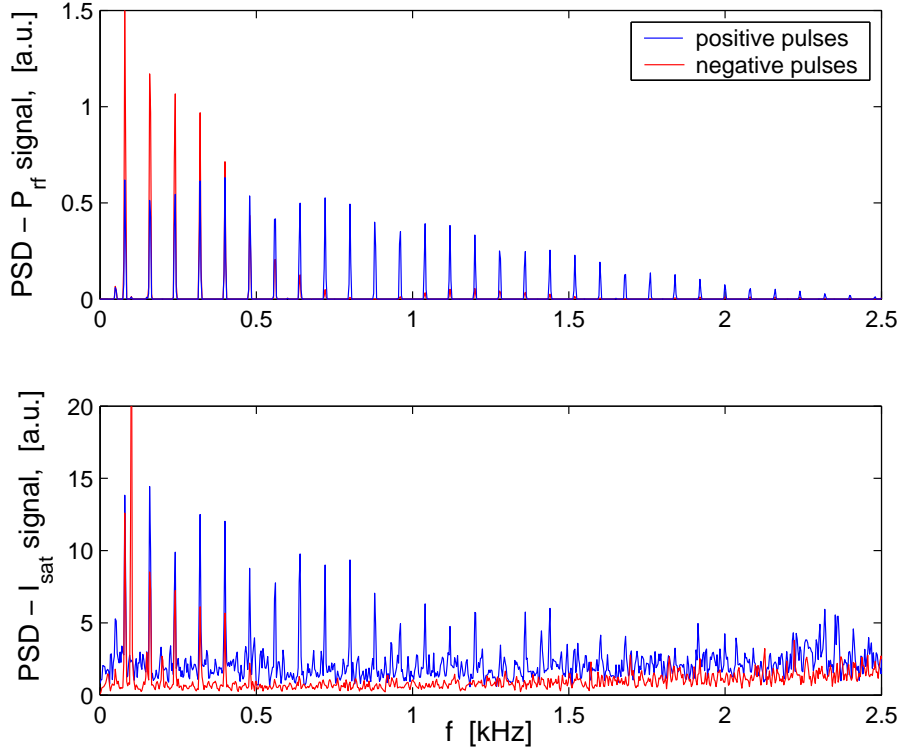 PSD − P_rf signal, [a.u.]
1.5
1
0.5
0
positive pulses
negative pulses
0 0.5 1 1.5 2 2.5
PSD − I_sat signal, [a.u.]
20
15
10
5
0
0 0.5 1 1.5 2 2.5
f [kHz]